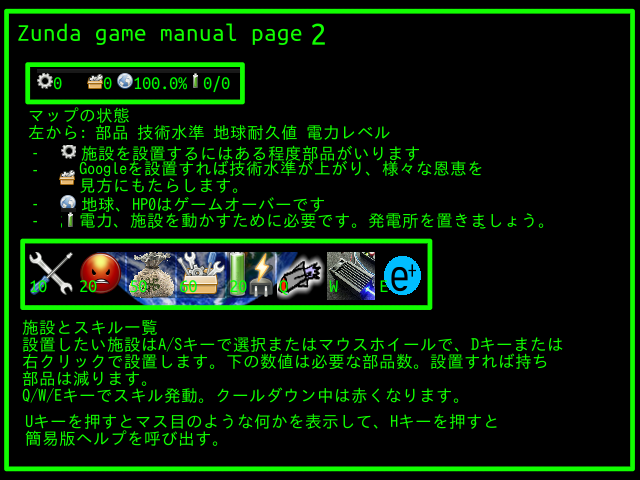 Zunda game manual page 2
0 0 100.0% 0/0
マップの状態
左から: 部品 技術水準 地球耐久値 電力レベル
- 施設を設置するにはある程度部品がいります
- Googleを設置すれば技術水準が上がり、様々な恩恵を
見方にもたらします。
- 地球、HP0はゲームオーバーです
- 電力、施設を動かすために必要です。発電所を置きましょう。
10 20 60 20 Q W E e+
施設とスキル一覧
設置したい施設はA/Sキーで選択またはマウスホイールで、Dキーまたは
右クリックで設置します。下の数値は必要な部品数。設置すれば持ち
部品は減ります。
Q/W/Eキーでスキル発動。クールダウン中は赤くなります。
Uキーを押すとマス目のような何かを表示して、Hキーを押すと
簡易版ヘルプを呼び出す。